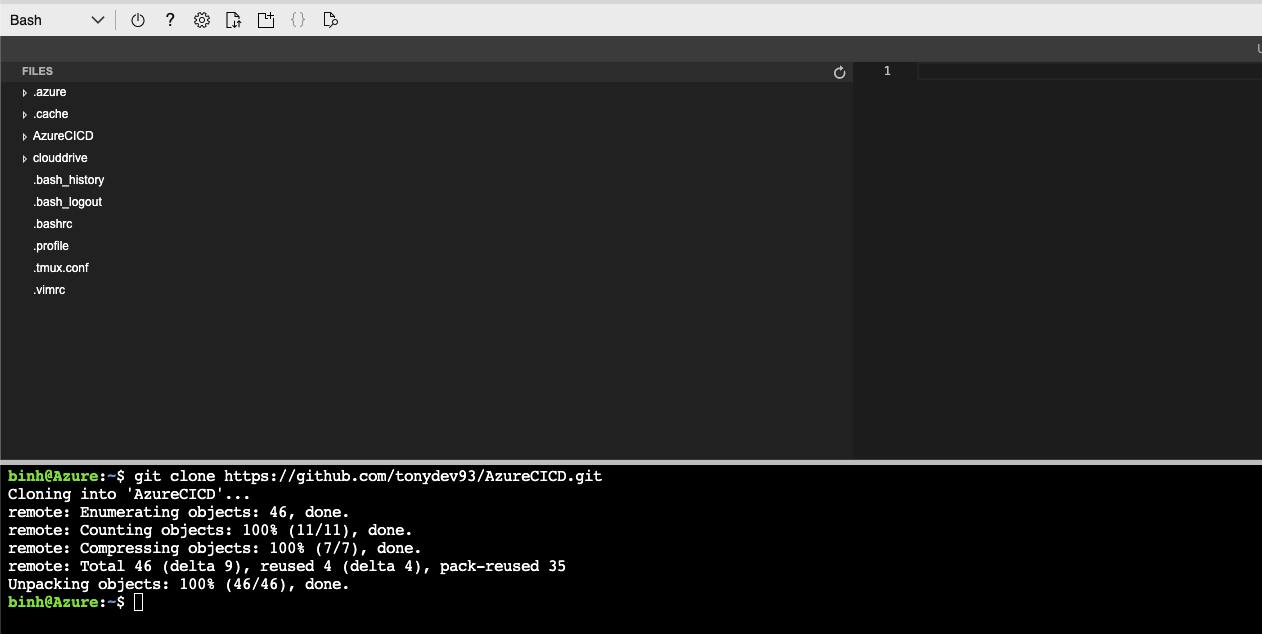 Bash
FILES
.azure
.cache
AzureCICD
clouddrive
.bash_history
.bash_logout
.bashrc
.profile
.tmux.conf
.vimrc
1
binh@Azure:~$ git clone https://github.com/tonydev93/AzureCICD.git
Cloning into 'AzureCICD'...
remote: Enumerating objects: 46, done.
remote: Counting objects: 100% (11/11), done.
remote: Compressing objects: 100% (7/7), done.
remote: Total 46 (delta 9), reused 4 (delta 4), pack-reused 35
Unpacking objects: 100% (46/46), done.
binh@Azure:~$